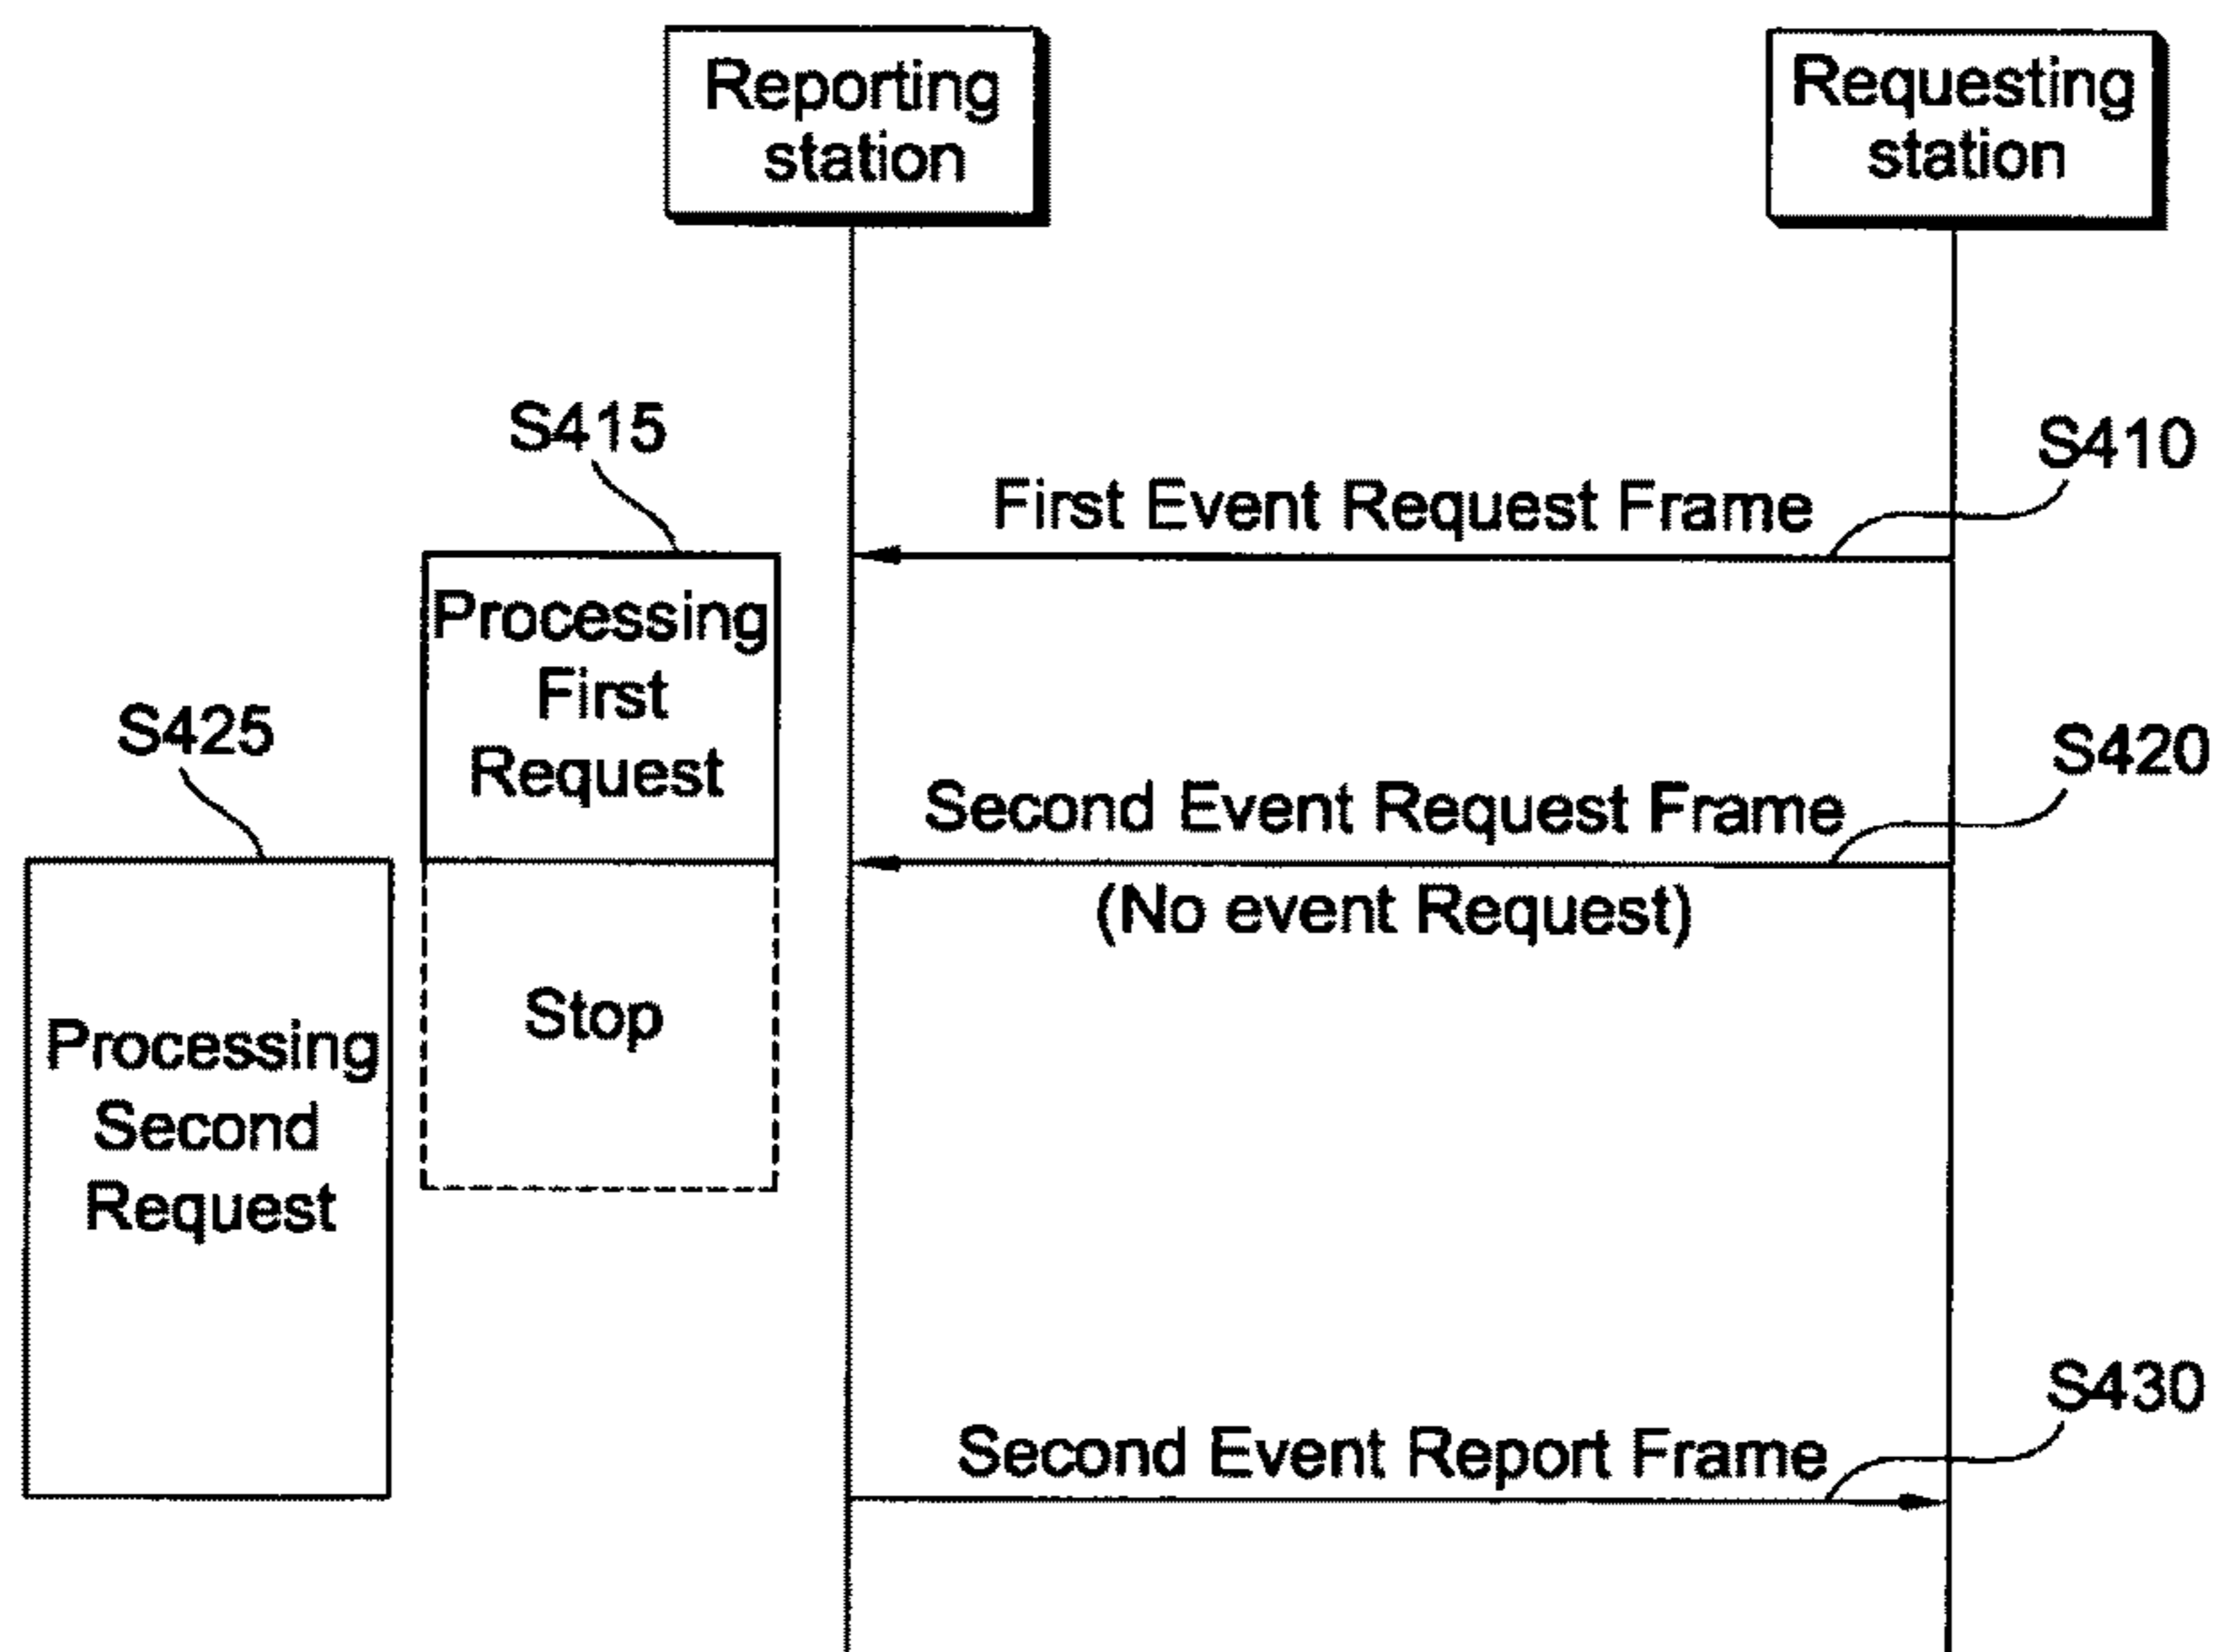 Reporting
station
Requesting
station
S415
S410
First Event Request Frame
Processing
First
Request
S425
S420
Second Event Request Frame
(No event Request)
Stop
Processing
Second
Request
S430
Second Event Report Frame